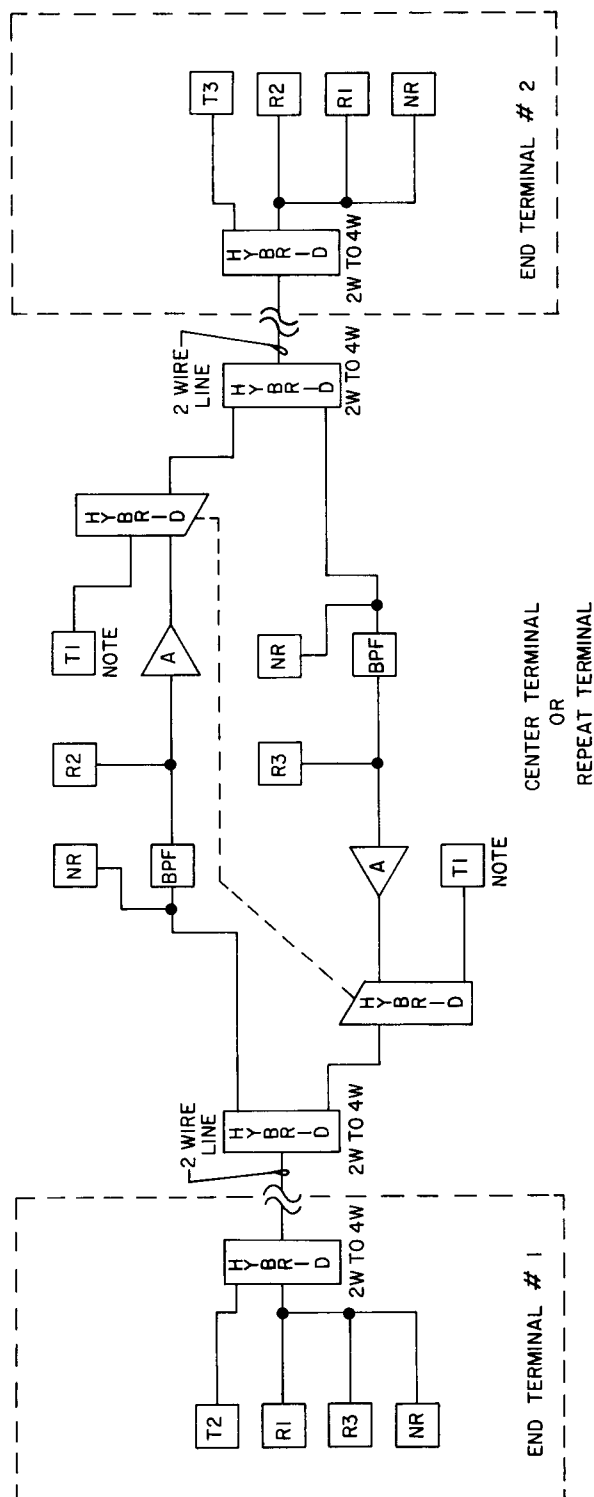 T2
R1
R3
NR
HYBRID
2W TO 4W
END TERMINAL # 1
2 WIRE
LINE
HYBRID
2W TO 4W
NR
BPF
R2
A
T1
NOTE
HYBRID
HYBRID
T1
NOTE
A
R3
BPF
NR
CENTER TERMINAL
OR
REPEAT TERMINAL
2 WIRE
LINE
HYBRID
2W TO 4W
HYBRID
2W TO 4W
T3
R2
R1
NR
END TERMINAL # 2